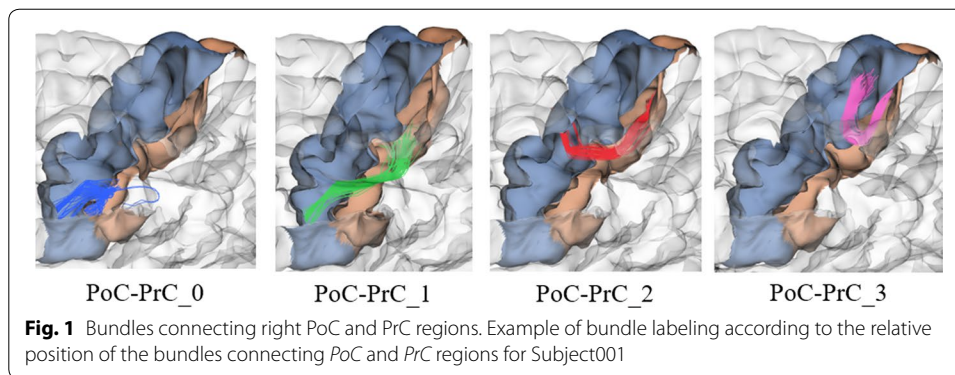 PoC-PrC_0 PoC-PrC_1 PoC-PrC_2 PoC-PrC_3
Fig. 1 Bundles connecting right PoC and PrC regions. Example of bundle labeling according to the relative
position of the bundles connecting PoC and PrC regions for Subject001